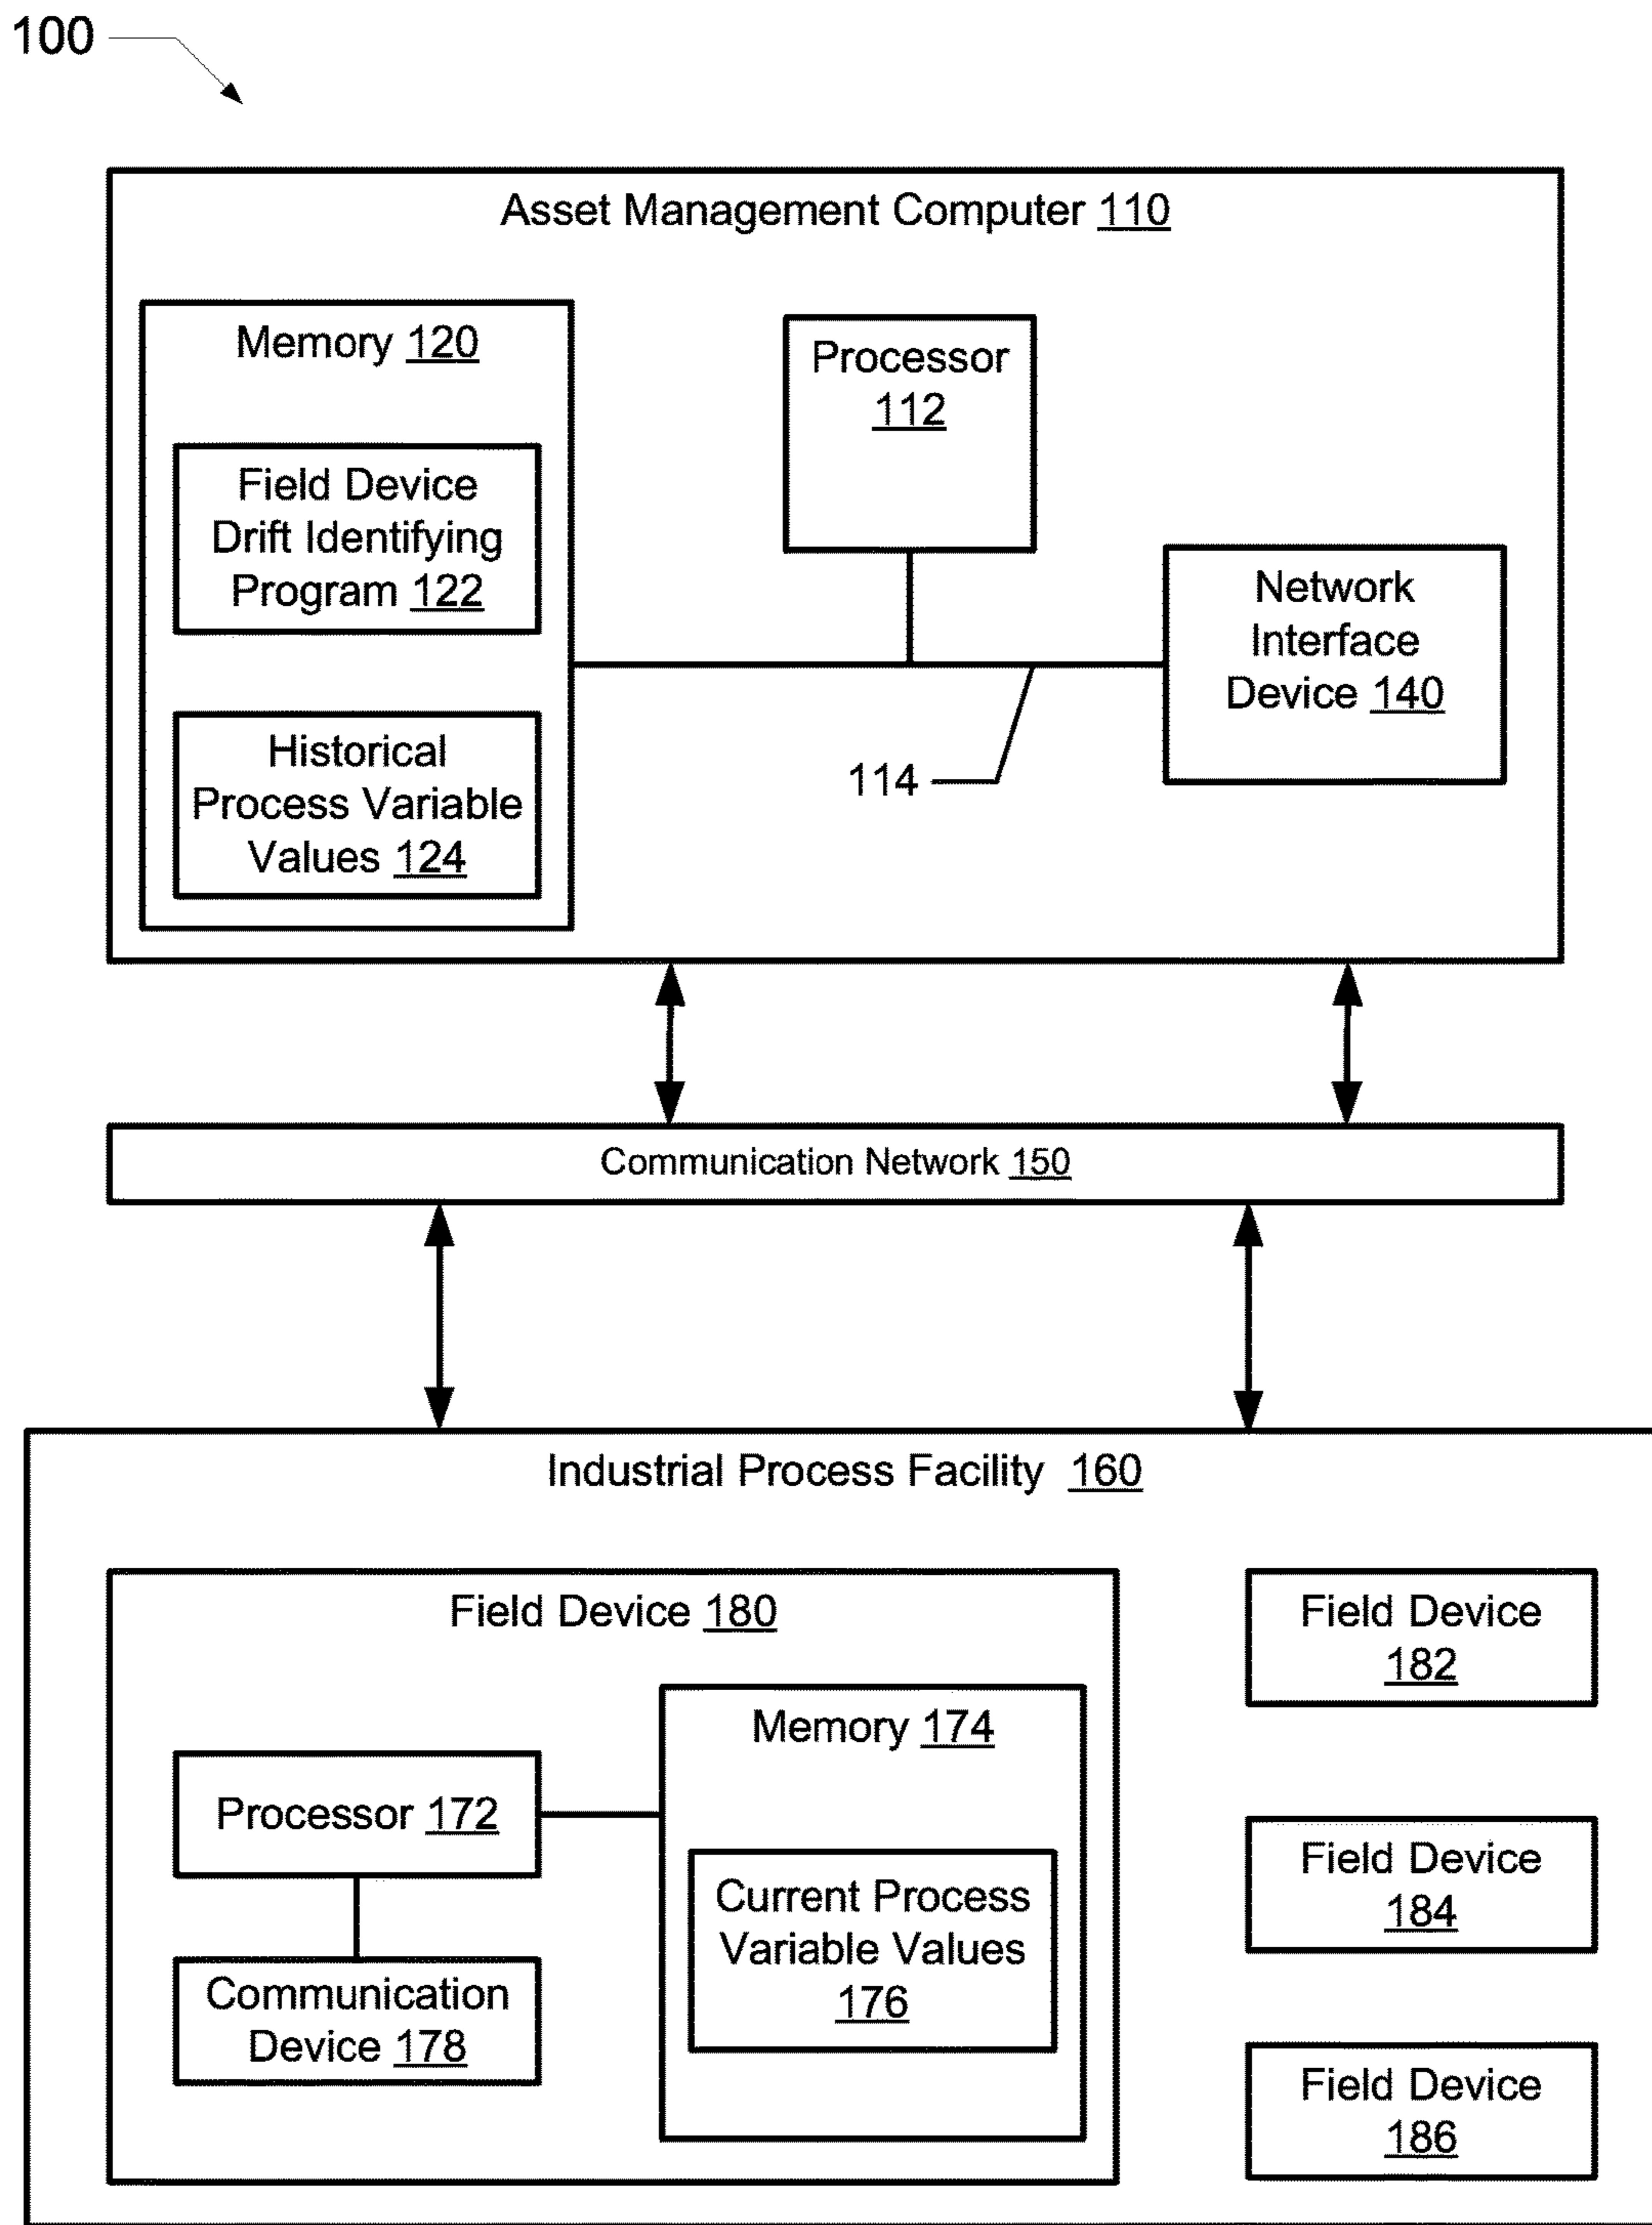 100
Asset Management Computer 110
Memory 120
Field Device
Drift Identifying
Program 122
Historical
Process Variable
Values 124
Processor
112
Network
Interface
Device 140
114
Communication Network 150
Industrial Process Facility 160
Field Device 180
Processor 172
Communication
Device 178
Memory 174
Current Process
Variable Values
176
Field Device
182
Field Device
184
Field Device
186